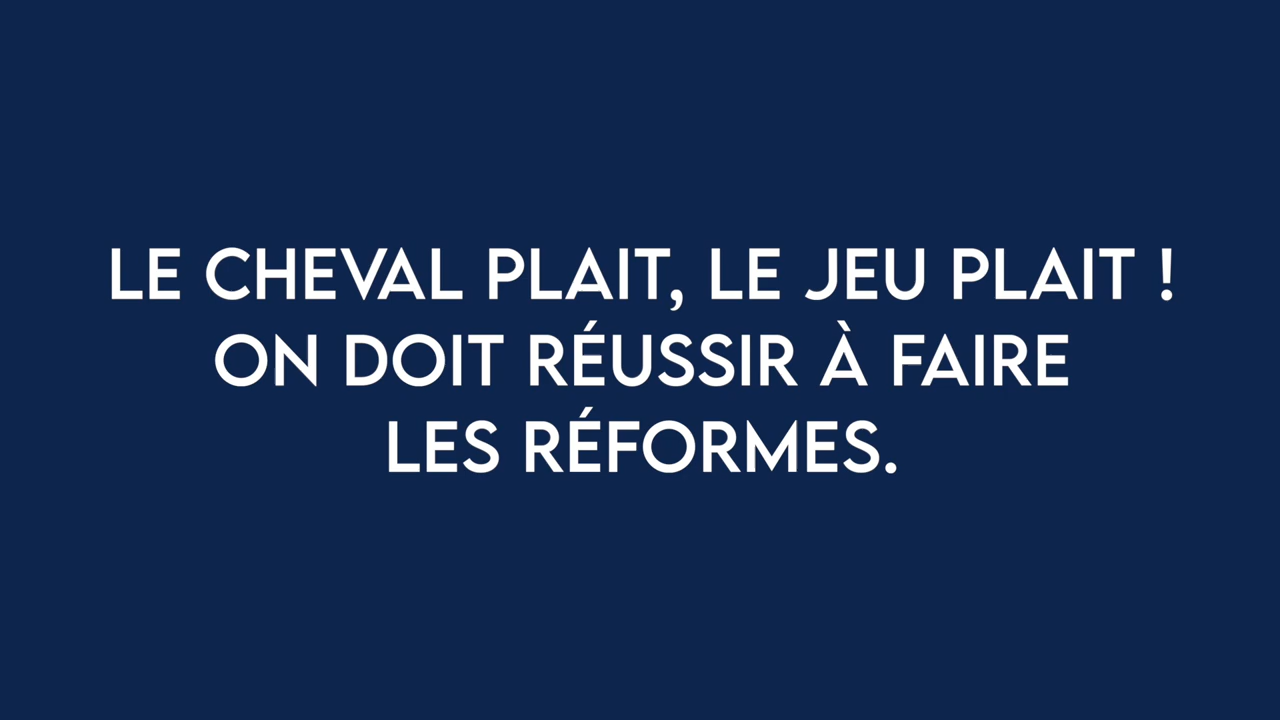 LE CHEVAL PLAIT, LE JEU PLAIT !
ON DOIT RÉUSSIR À FAIRE
LES RÉFORMES.